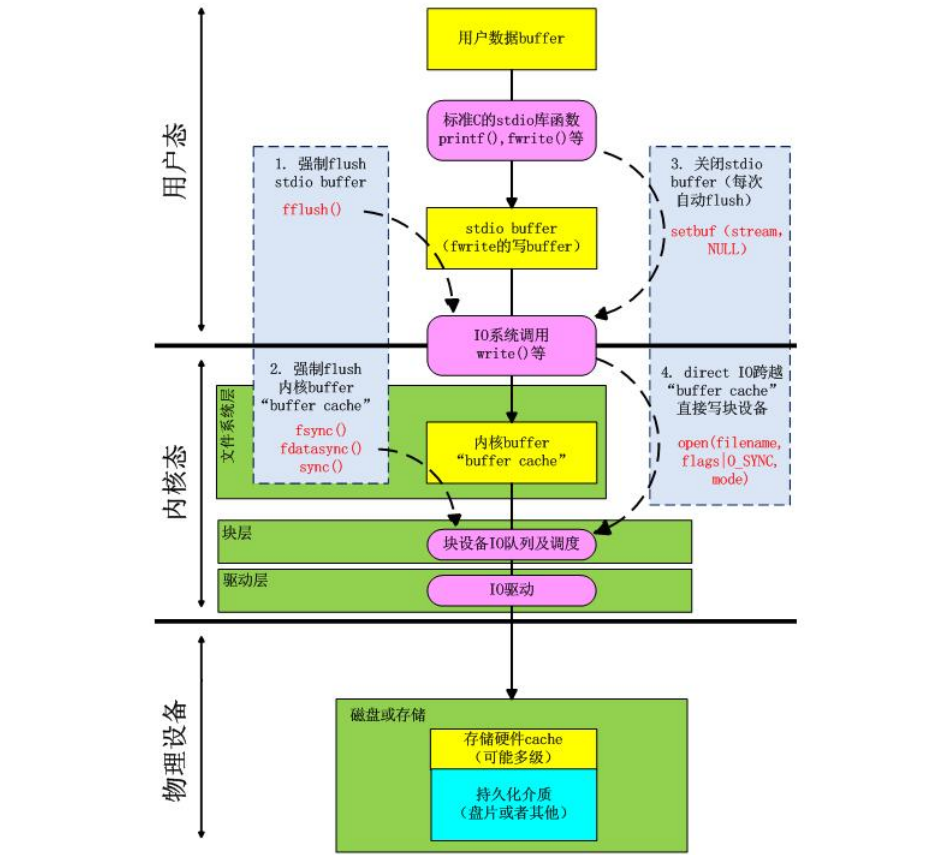 用户数据buffer
用户态
标准C的stdio库函数
printf(),fwrite()等
1. 强制flush
stdio buffer
fflush()
3. 关闭stdio
buffer（每次
自动flush）
setbuf（stream,
NULL）
stdio buffer
（fwrite的写buffer）
IO系统调用
write()等
内核态
2. 强制flush
内核buffer
“buffer cache”
fsync()
fdatasync()
sync()
4. direct IO跨越
“buffer cache”
直接写块设备
open(filename,
flags|O_SYNC,
mode)
文件系统层
内核buffer
“buffer cache”
块层
块设备IO队列及调度
驱动层
IO驱动
物理设备
磁盘或存储
存储硬件cache
（可能多级）
持久化介质
（盘片或者其他）